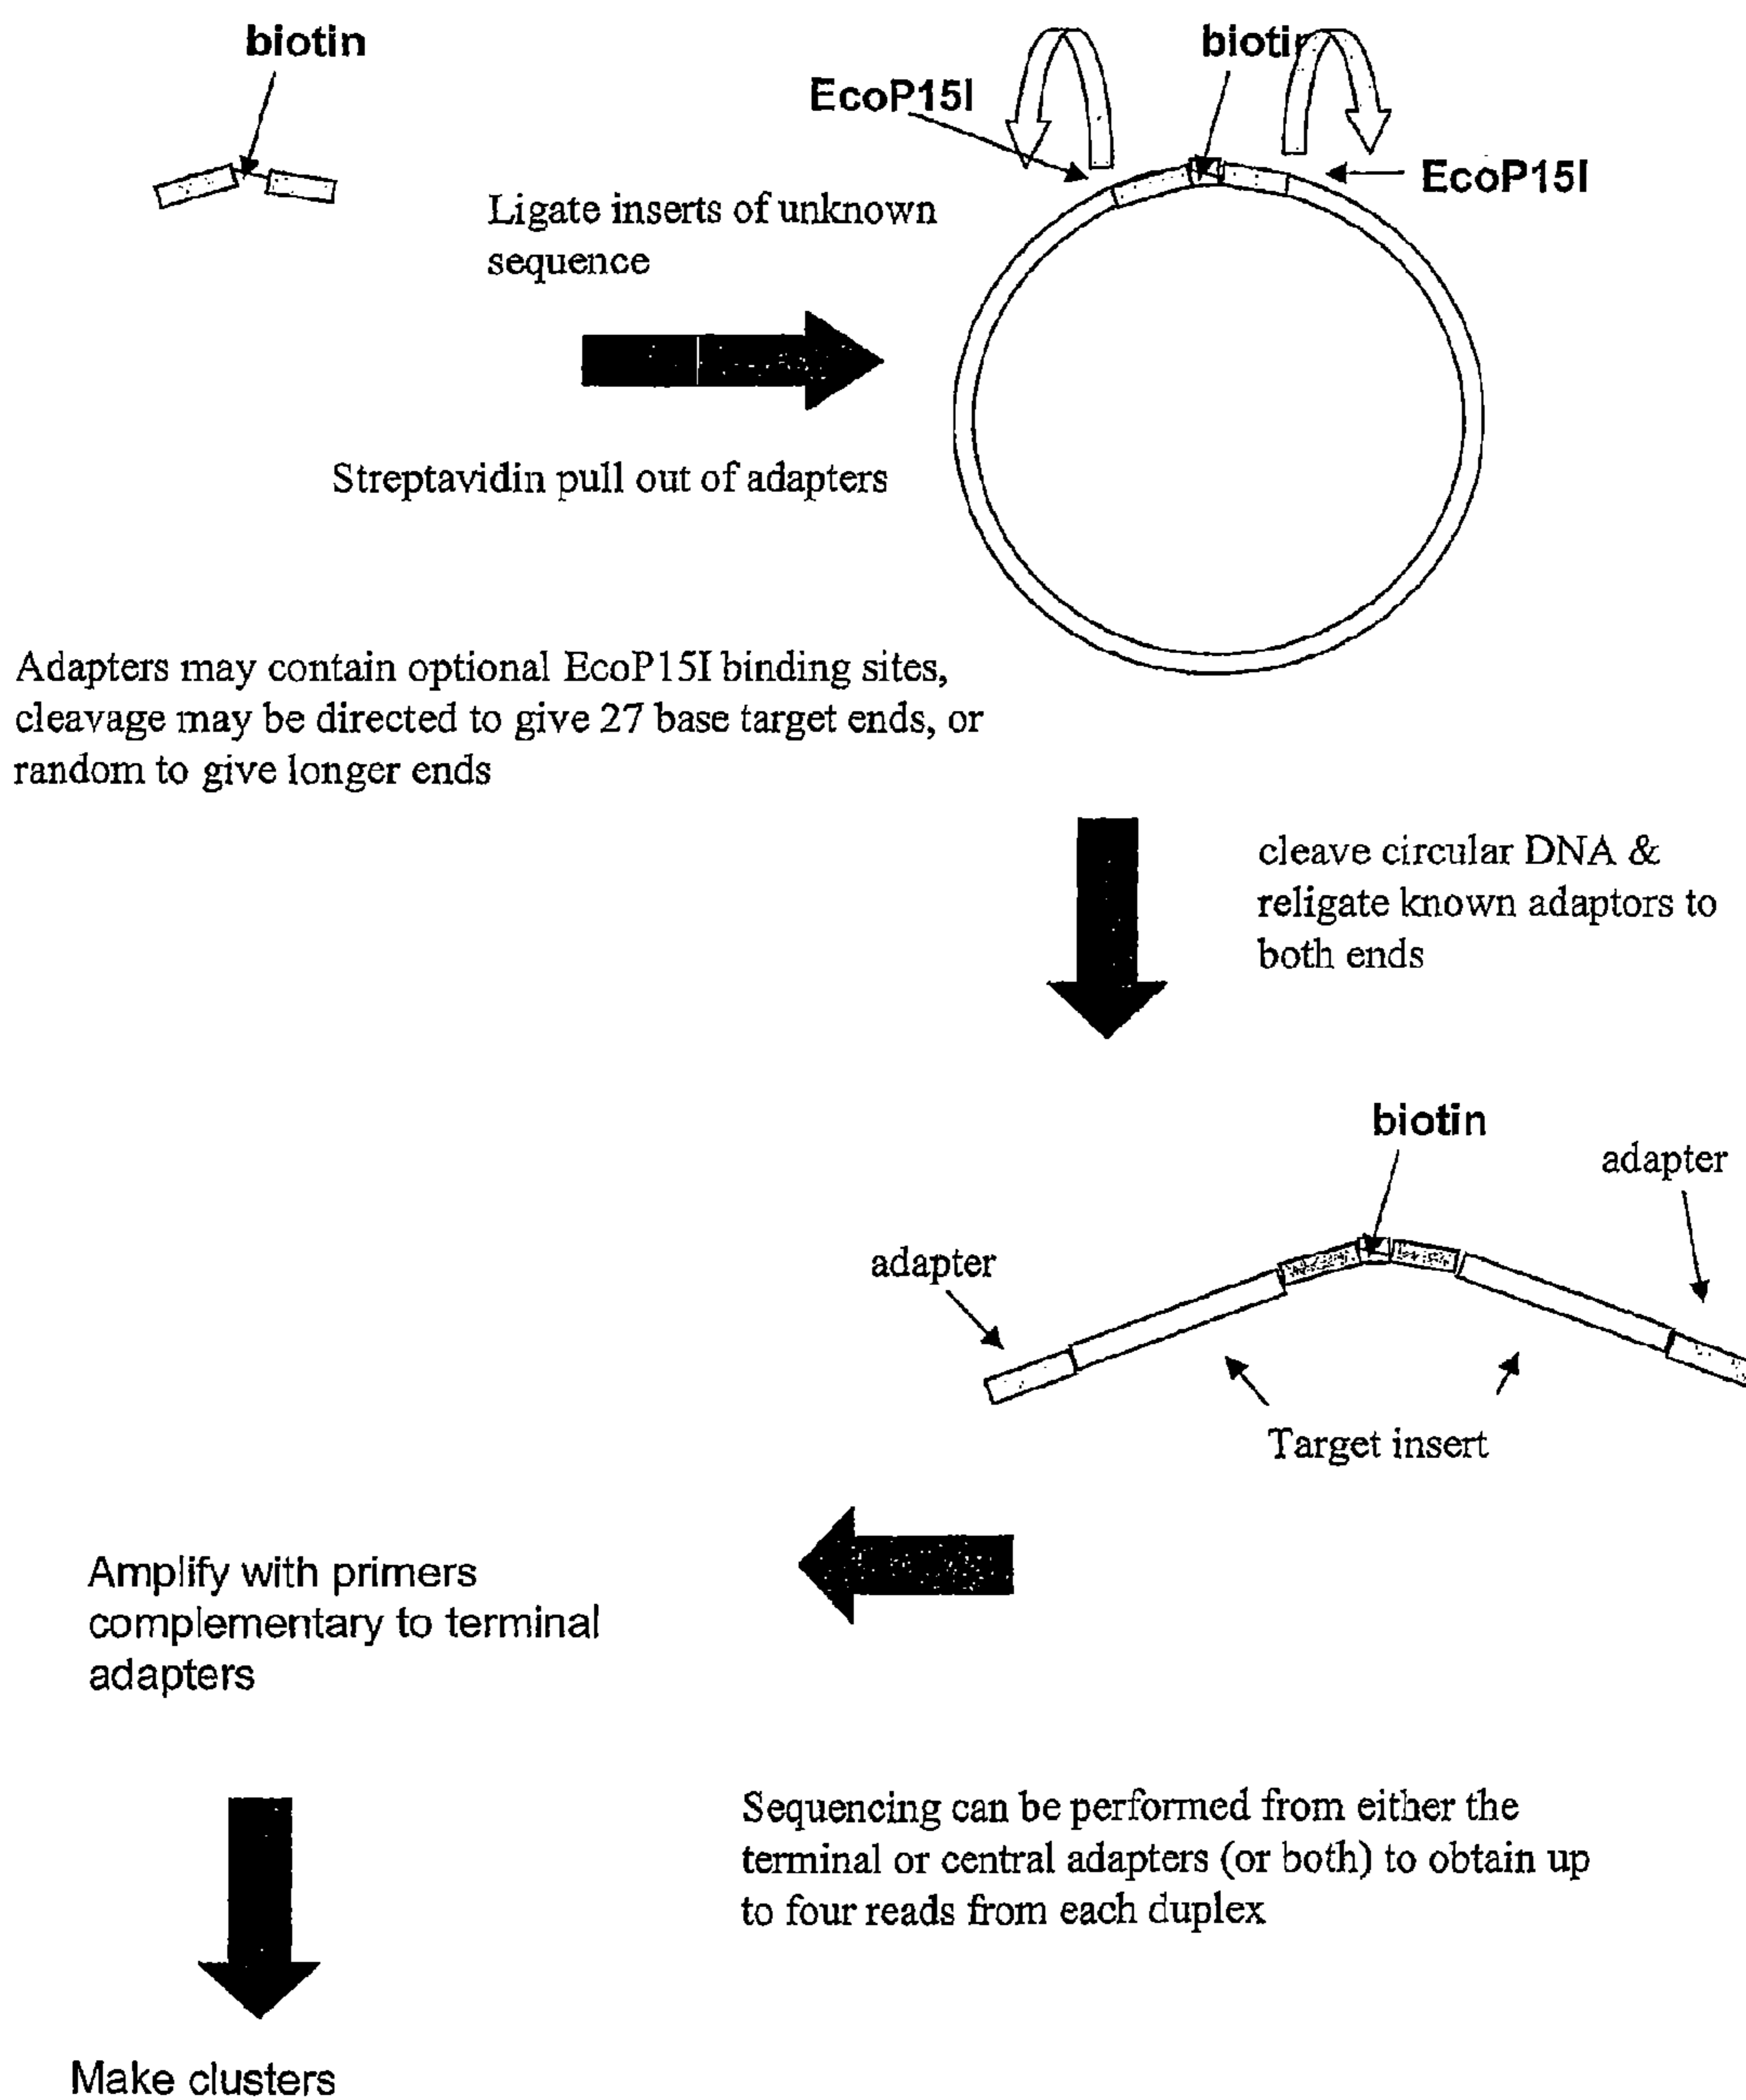 biotin
biotin
EcoP15I
EcoP15I
Ligate inserts of unknown
sequence
Streptavidin pull out of adapters
Adapters may contain optional EcoP15I binding sites,
cleavage may be directed to give 27 base target ends, or
random to give longer ends
cleave circular DNA &
religate known adaptors to
both ends
biotin
adapter
adapter
Target insert
Amplify with primers
complementary to terminal
adapters
Sequencing can be performed from either the
terminal or central adapters (or both) to obtain up
to four reads from each duplex
Make clusters